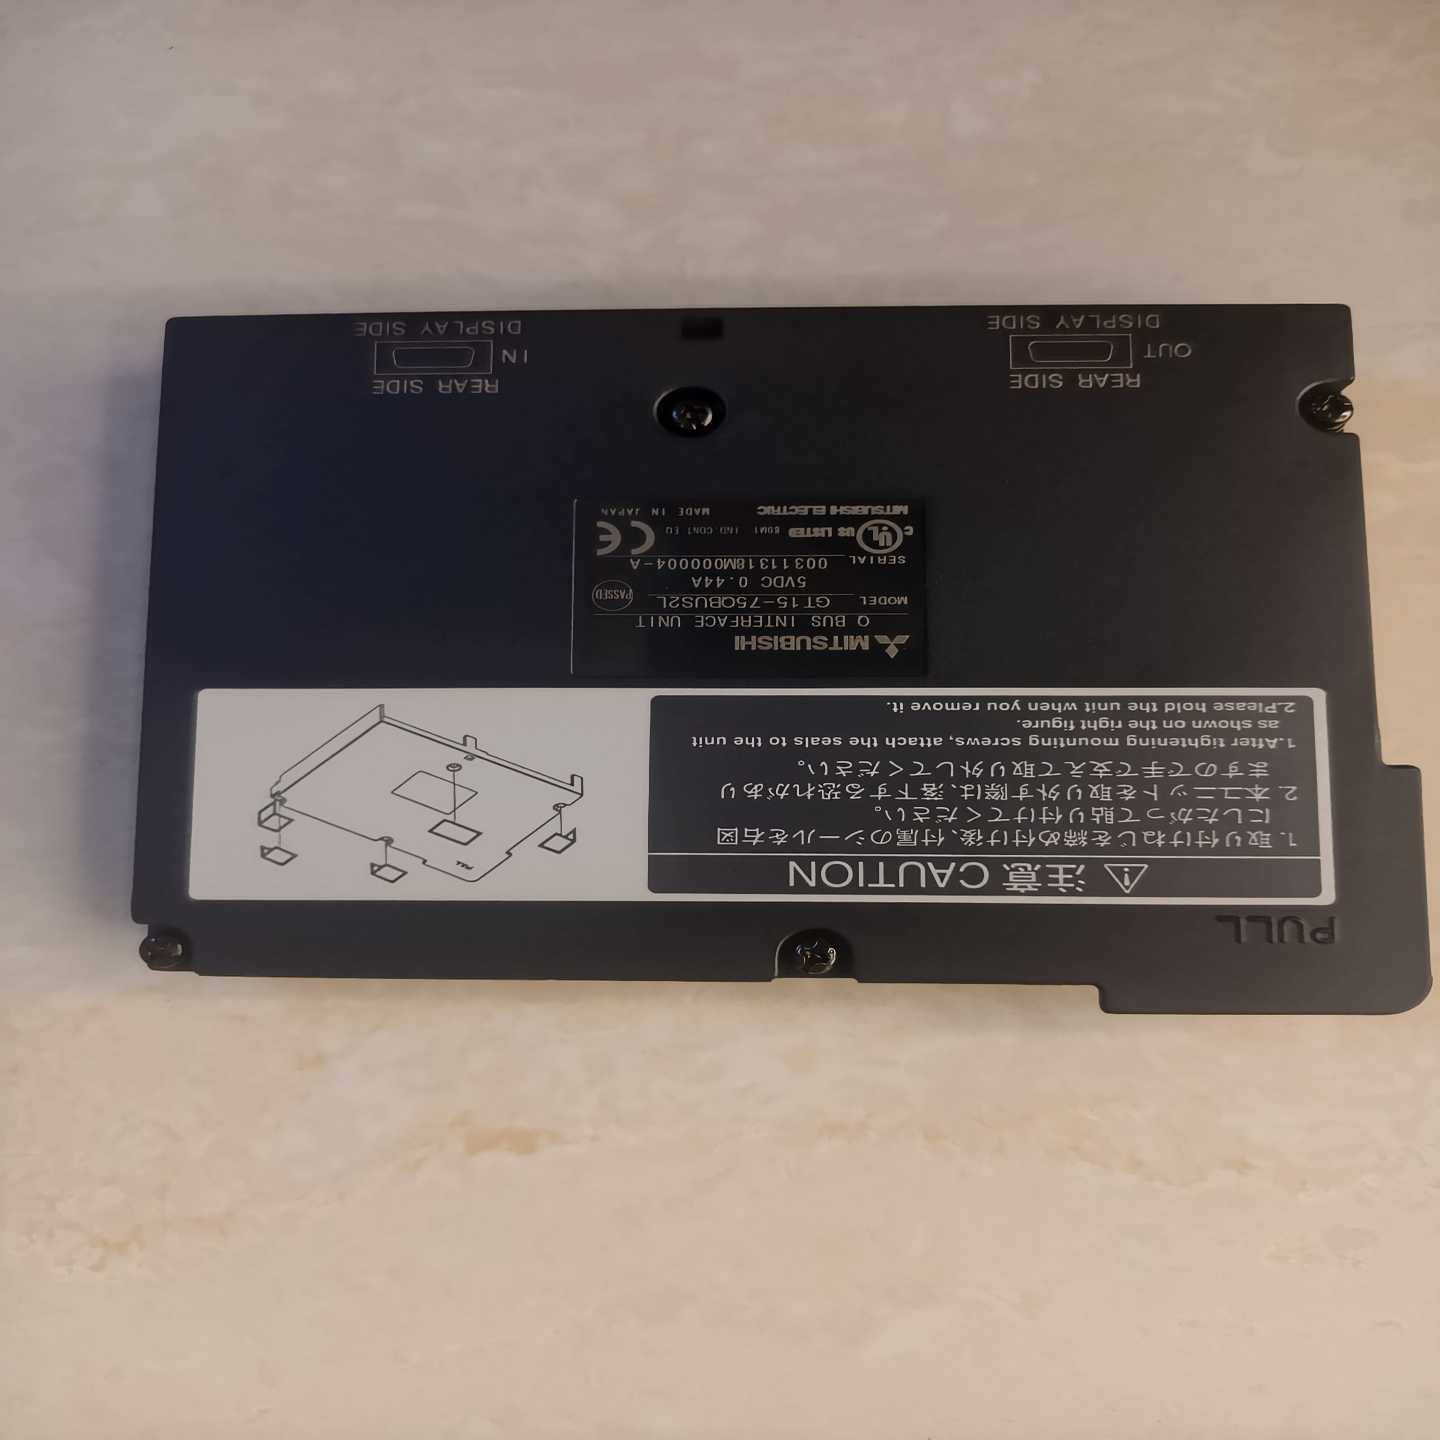 PULL
⚠ 注意 CAUTION
1. 取り付けねじを締め付け後、付属のシールを右図
にしたがって貼り付けてください。
2. 本ユニットを取り外す際は、落下する恐れがあり
ますので手で支えて取り外してください。
1.After tightening mounting screws, attach the seals to the unit
as shown on the right figure.
2.Please hold the unit when you remove it.
PULL
MITSUBISHI
Q BUS INTERFACE UNIT
MODEL GT15-75QBUS2L
5VDC 0.44A
PASSED
SERIAL 00311318M000004-A
C UL US LISTED 80M1 IND.CONT.EQ CE
MITSUBISHI ELECTRIC MADE IN JAPAN
REAR SIDE
OUT
DISPLAY SIDE
REAR SIDE
IN
DISPLAY SIDE